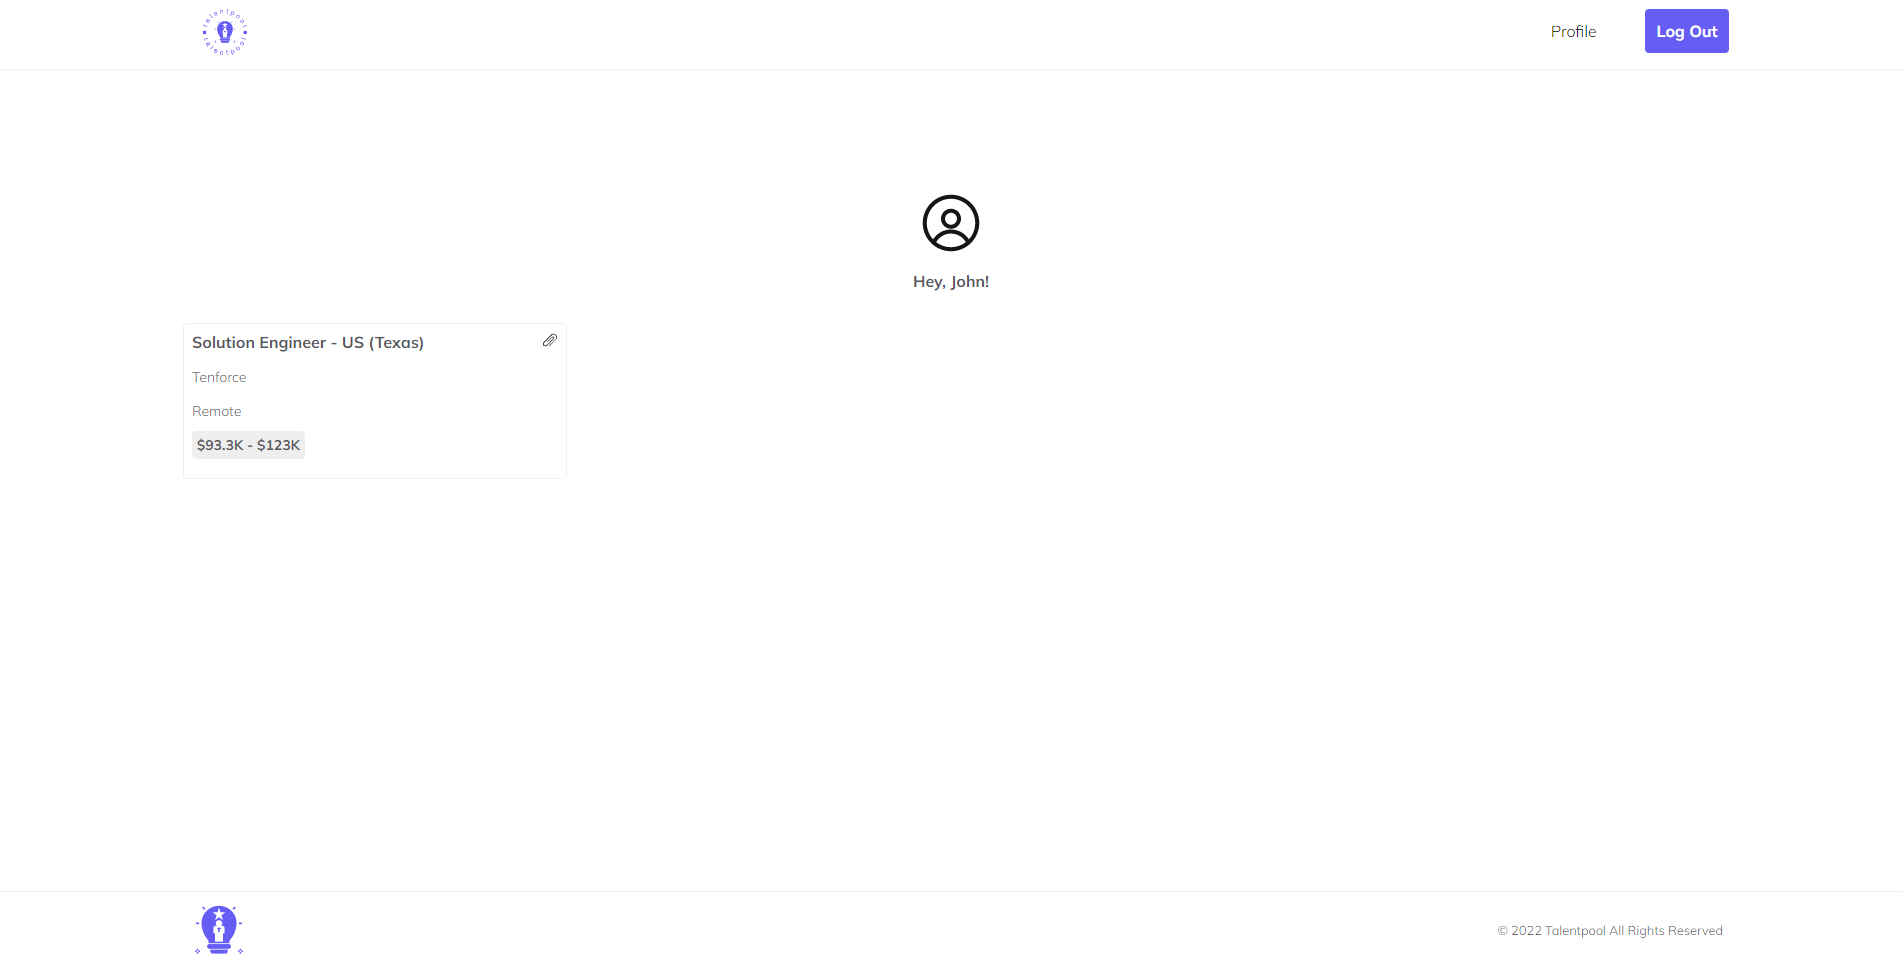 talentpool
talentpool
Profile
Log Out
Hey, John!
Solution Engineer - US (Texas)
Tenforce
Remote
$93.3K - $123K
© 2022 Talentpool All Rights Reserved